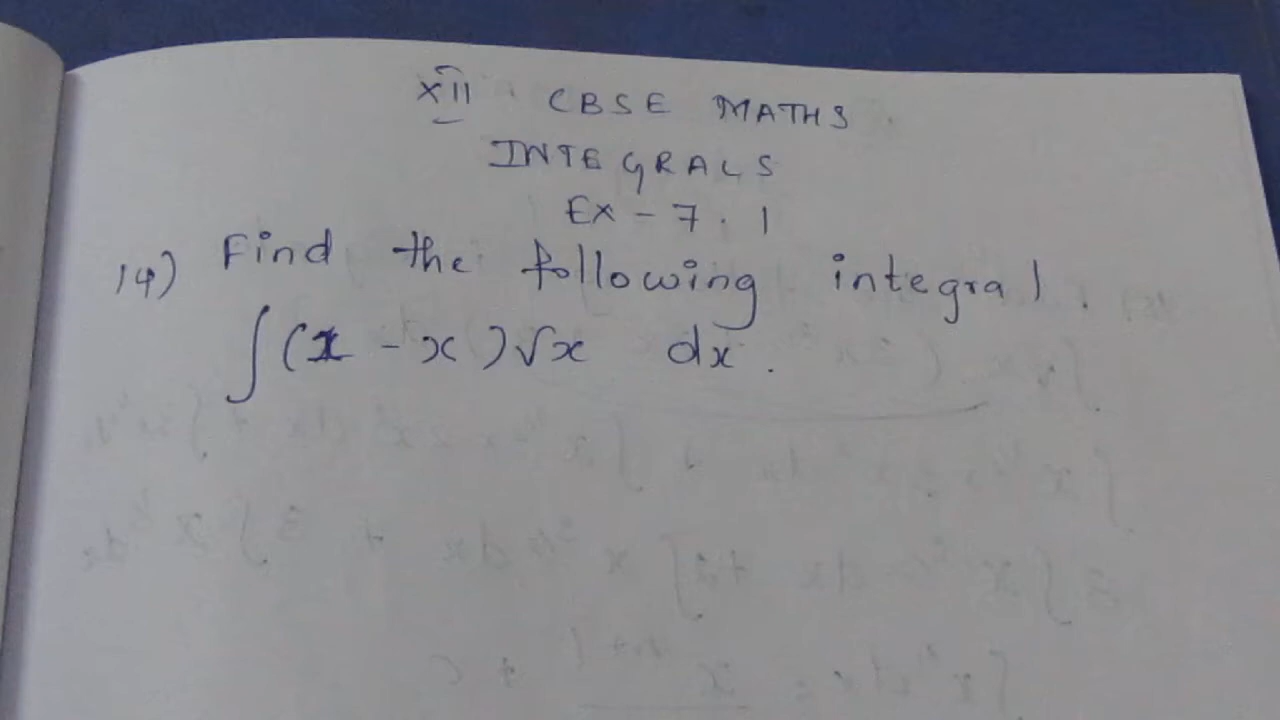 XII CBSE MATHS
INTEGRALS
Ex - 7.1
14) Find the following integral.
∫(1 - x)√x dx.